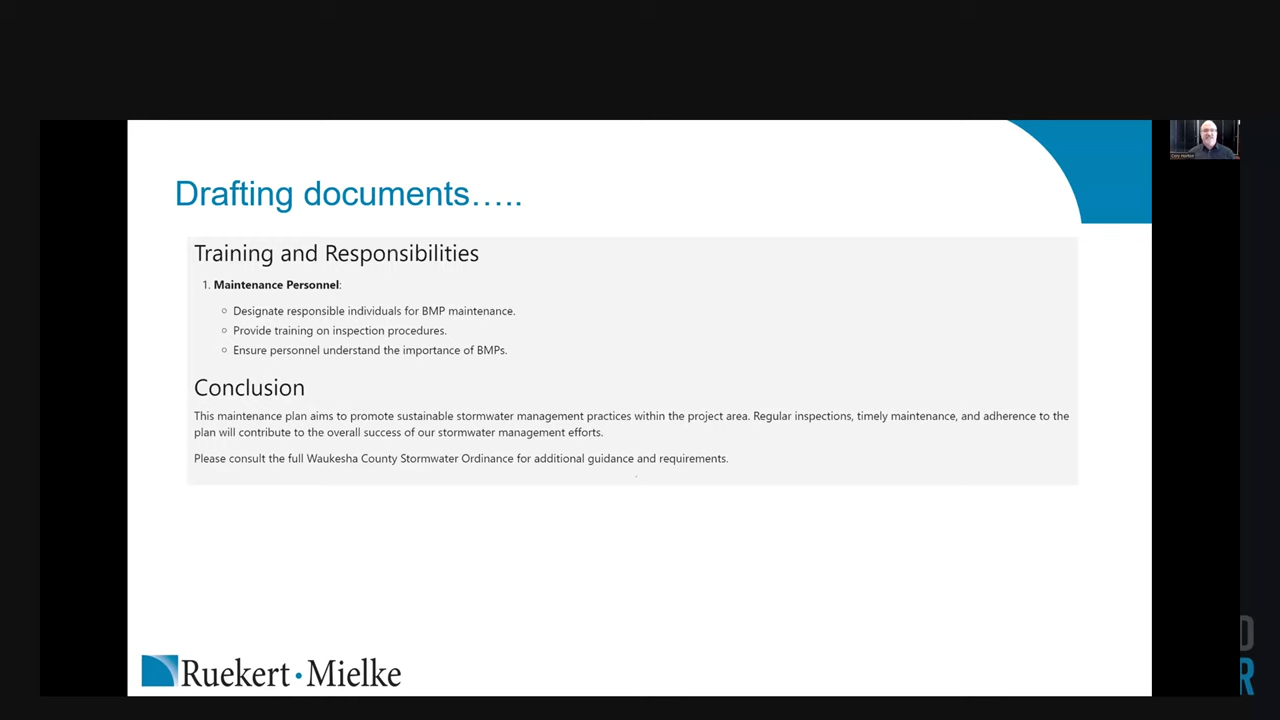 Drafting documents…..
Training and Responsibilities
1. Maintenance Personnel:
Designate responsible individuals for BMP maintenance.
Provide training on inspection procedures.
Ensure personnel understand the importance of BMPs.
Conclusion
This maintenance plan aims to promote sustainable stormwater management practices within the project area. Regular inspections, timely maintenance, and adherence to the
plan will contribute to the overall success of our stormwater management efforts.
Please consult the full Waukesha County Stormwater Ordinance for additional guidance and requirements.
Ruekert·Mielke